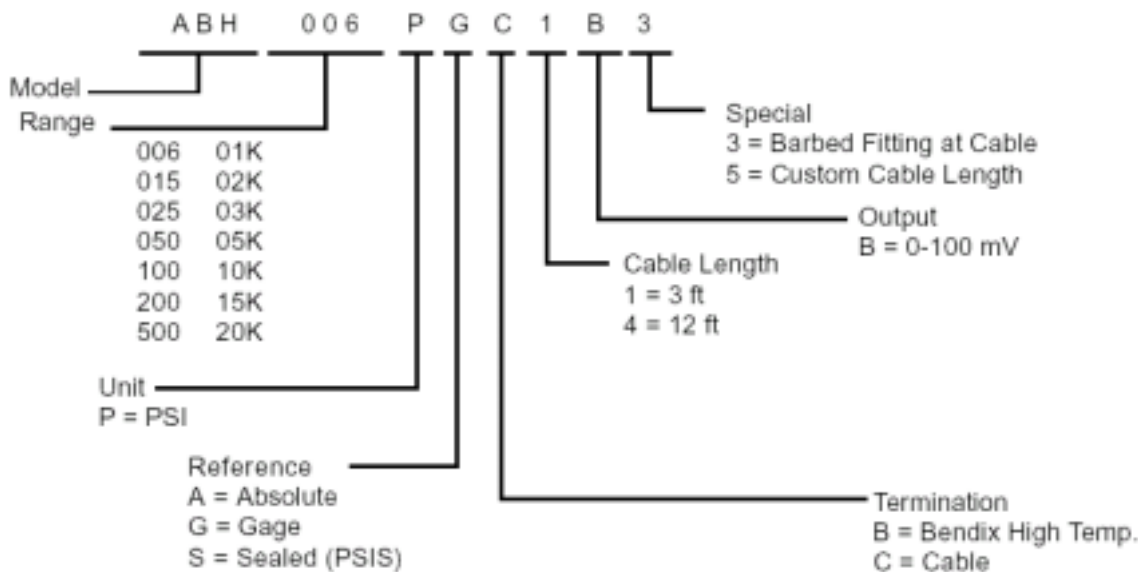 ABH 006 P G C 1 B 3
Model
Range
006 01K
015 02K
025 03K
050 05K
100 10K
200 15K
500 20K
Unit
P = PSI
Reference
A = Absolute
G = Gage
S = Sealed (PSIS)
Termination
B = Bendix High Temp.
C = Cable
Cable Length
1 = 3 ft
4 = 12 ft
Output
B = 0-100 mV
Special
3 = Barbed Fitting at Cable
5 = Custom Cable Length